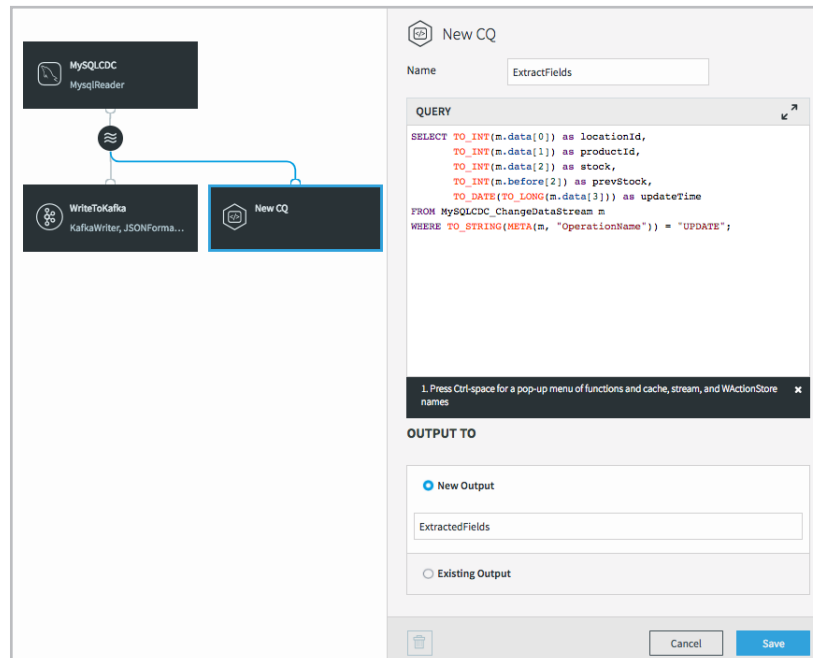 MySQLCDC
MysqlReader
WriteToKafka
KafkaWriter, JSONForma...
New CQ
New CQ
Name
ExtractFields
QUERY
SELECT TO_INT(m.data[0]) as locationId,
TO_INT(m.data[1]) as productId,
TO_INT(m.data[2]) as stock,
TO_INT(m.before[2]) as prevStock,
TO_DATE(TO_LONG(m.data[3])) as updateTime
FROM MySQLCDC_ChangeDataStream m
WHERE TO_STRING(META(m, "OperationName")) = "UPDATE";
1. Press Ctrl-space for a pop-up menu of functions and cache, stream, and WActionStore
names
OUTPUT TO
New Output
ExtractedFields
Existing Output
Cancel
Save